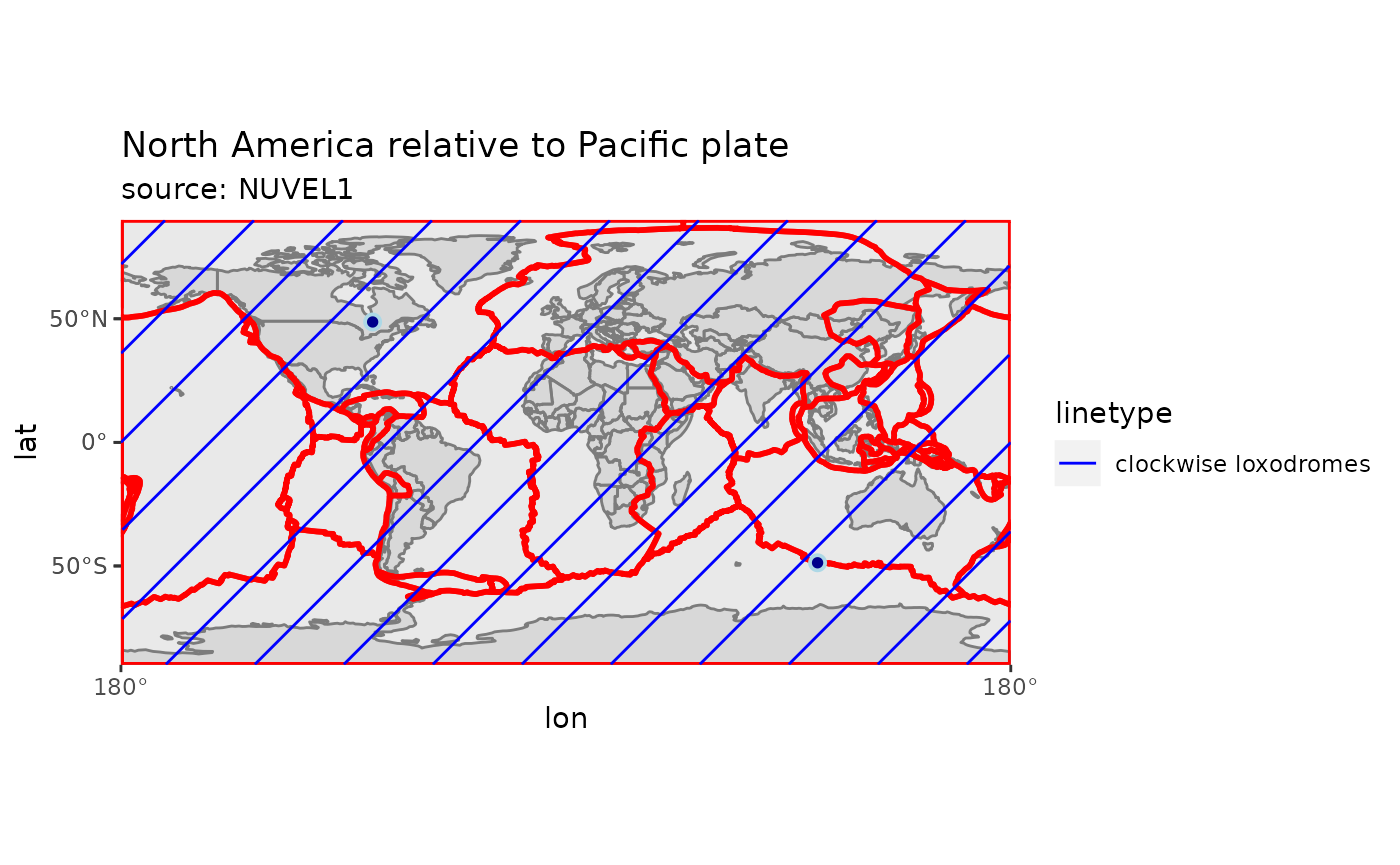 North America relative to Pacific plate
source: NUVEL1
50°N
0°
50°S
lat
180°
180°
lon
linetype
clockwise loxodromes